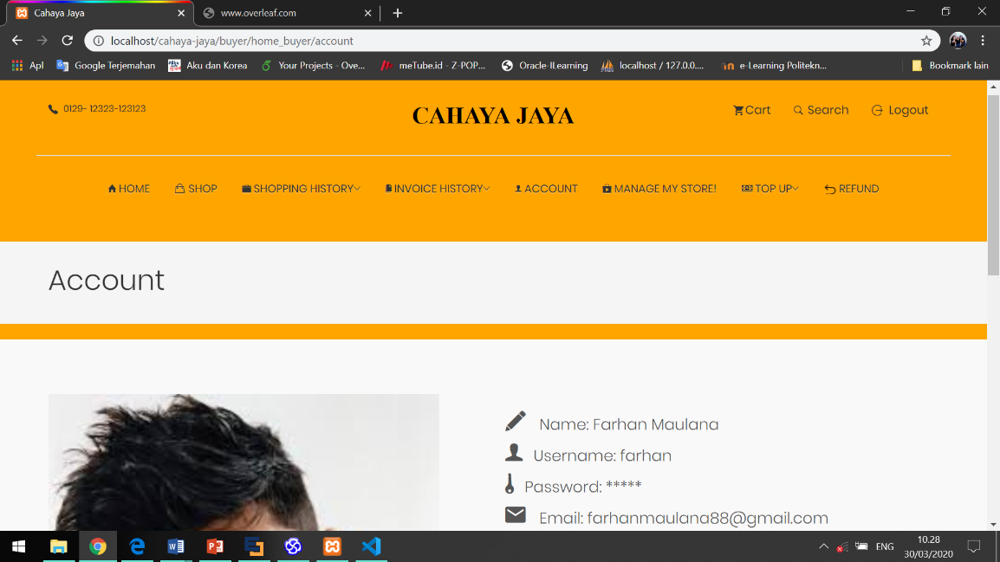 Cahaya Jaya
www.overleaf.com
localhost/cahaya-jaya/buyer/home_buyer/account
Apl Google Terjemahan Aku dan Korea Your Projects - Ove... meTube.id - Z-POP... Oracle-ILearning localhost / 127.0.0.... e-Learning Politekn... Bookmark lain
0129- 12323-123123
CAHAYA JAYA
Cart Search Logout
HOME SHOP SHOPPING HISTORY INVOICE HISTORY ACCOUNT MANAGE MY STORE! TOP UP REFUND
Account
Name: Farhan Maulana
Username: farhan
Password: *****
Email: farhanmaulana88@gmail.com
ENG
10.28
30/03/2020